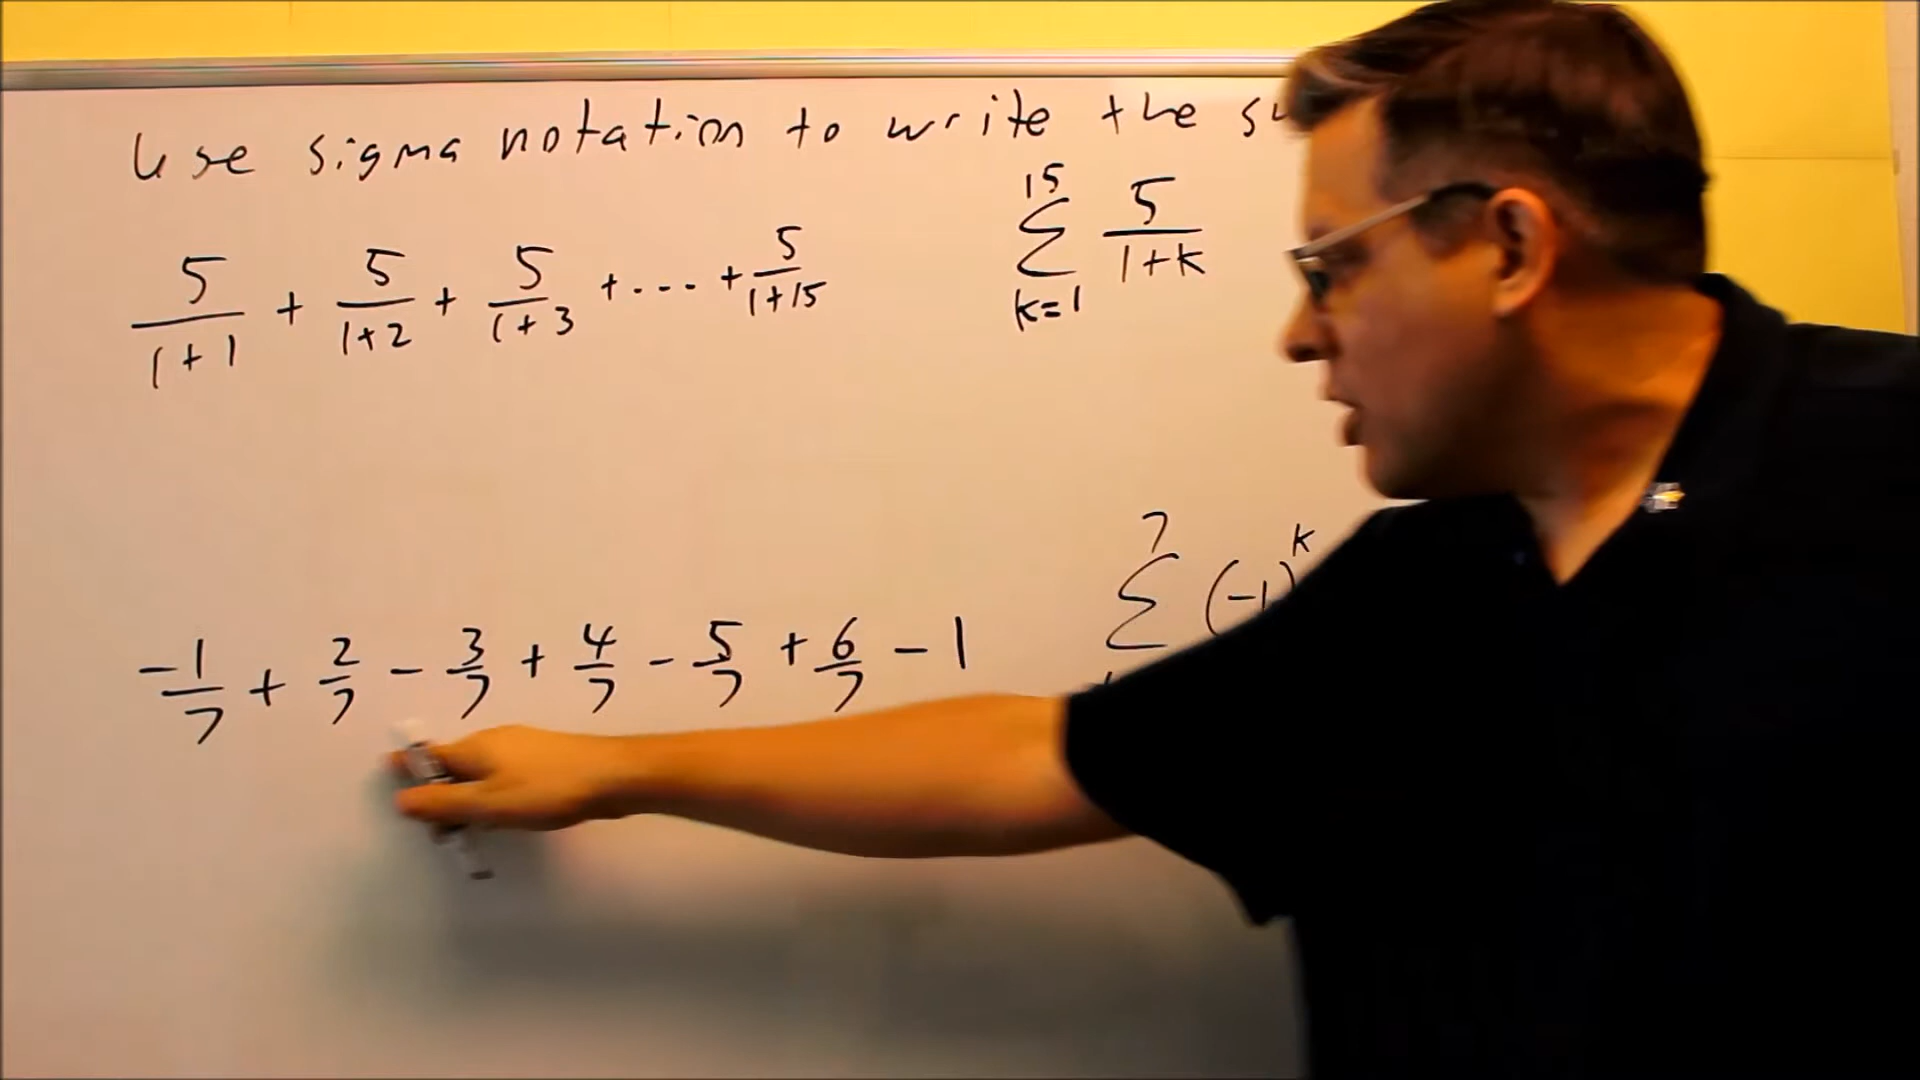 Use sigma notation to write the
5/(1+1) + 5/(1+2) + 5/(1+3) + ... + 5/(1+15)
15 Σ k=1 5/(1+k)
-1/7 + 2/7 - 3/7 + 4/7 - 5/7 + 6/7 - 1
7 Σ (-1)^k